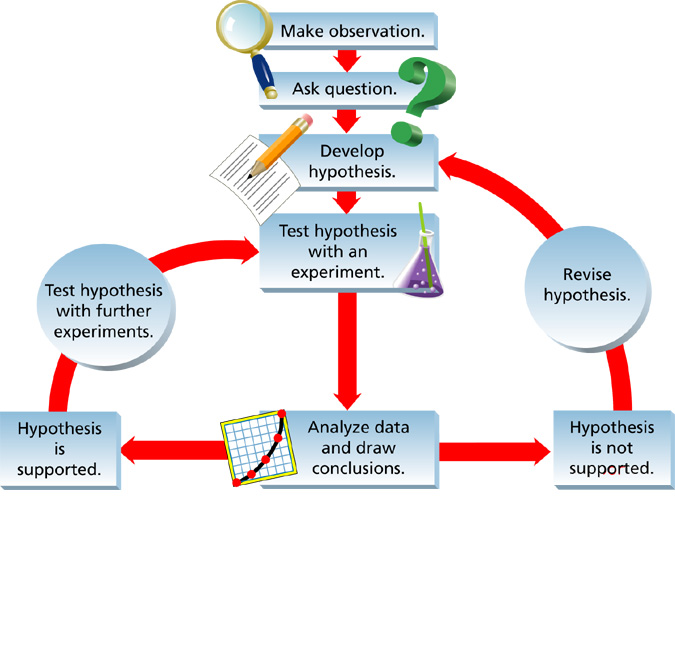 Make observation.
Ask question.
Develop
hypothesis.
Test hypothesis
with an
experiment.
Test hypothesis
with further
experiments.
Revise
hypothesis.
Hypothesis
is
supported.
Analyze data
and draw
conclusions.
Hypothesis
is not
supported.